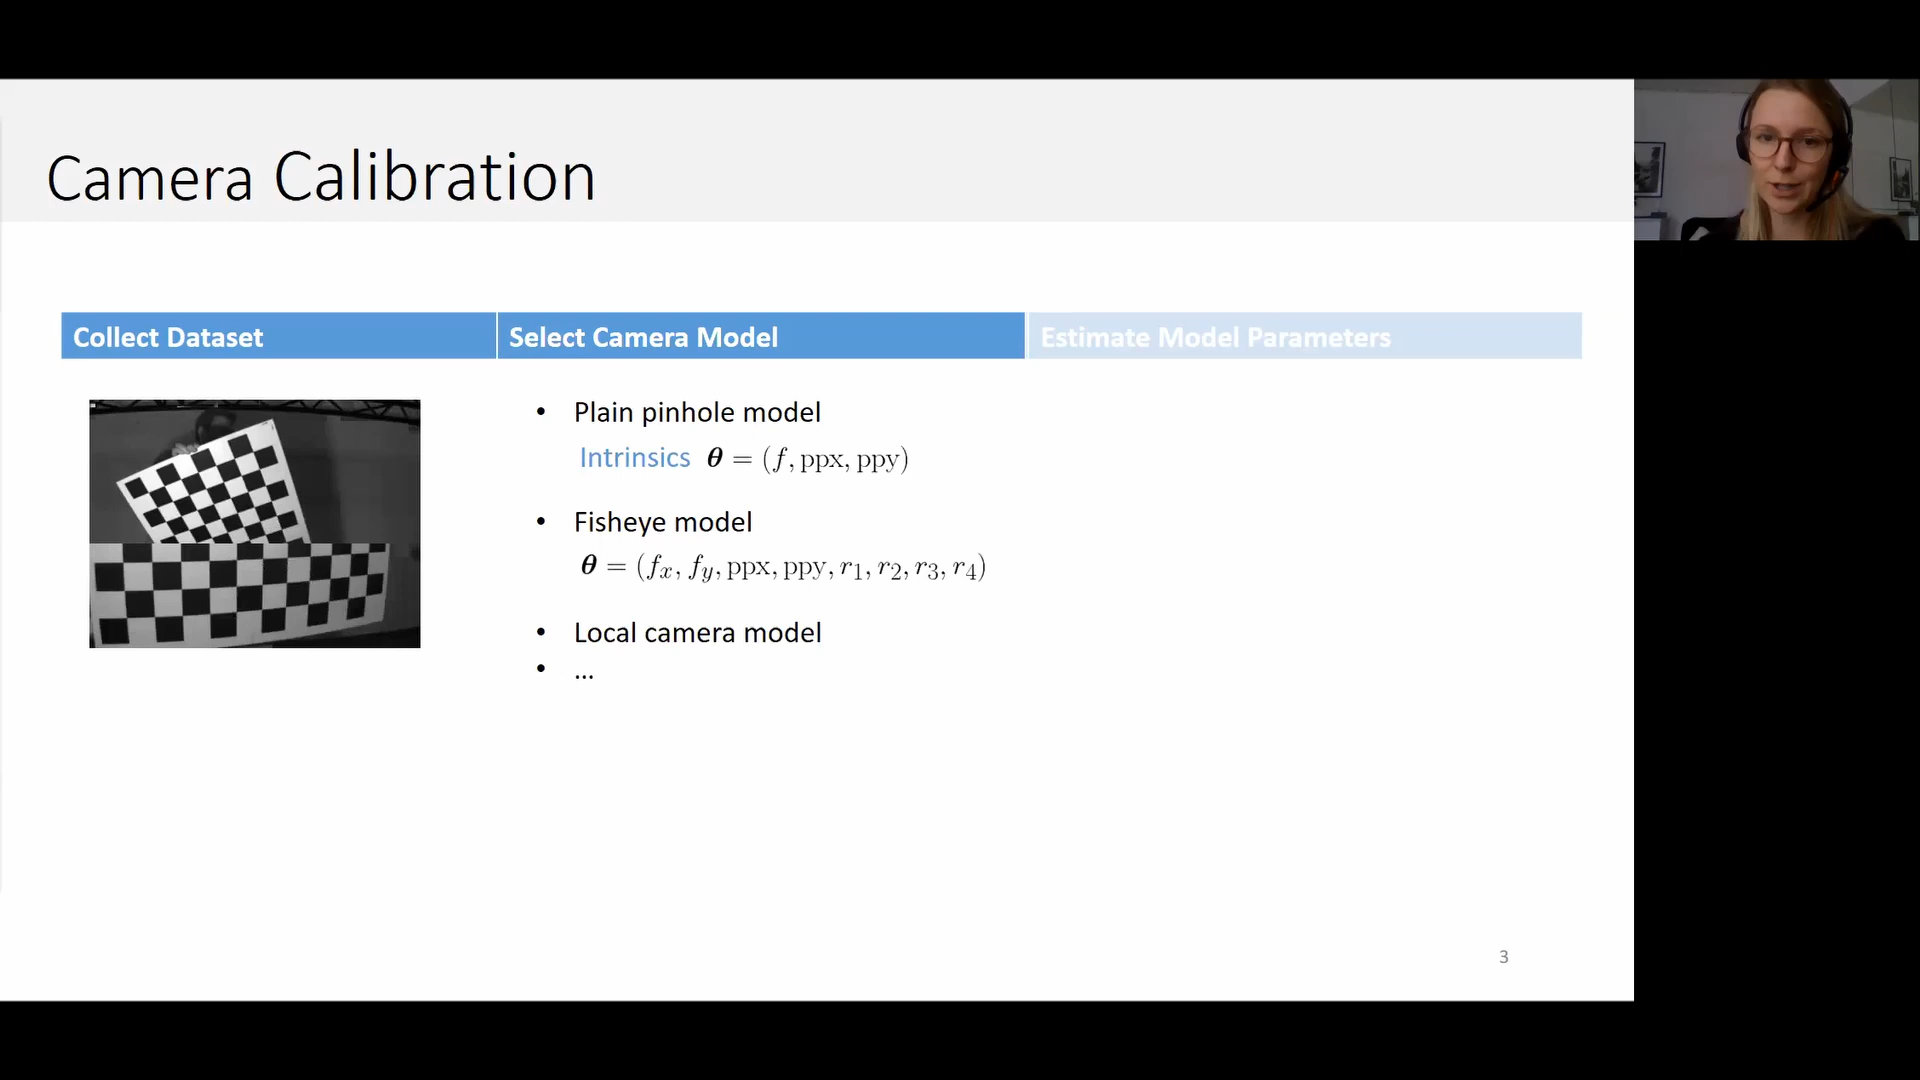 Camera Calibration
Collect Dataset
Select Camera Model
Estimate Model Parameters
• Plain pinhole model
Intrinsics θ = (f, ppx, ppy)
• Fisheye model
θ = (fₓ, f_y, ppx, ppy, r₁, r₂, r₃, r₄)
• Local camera model
• ...
3